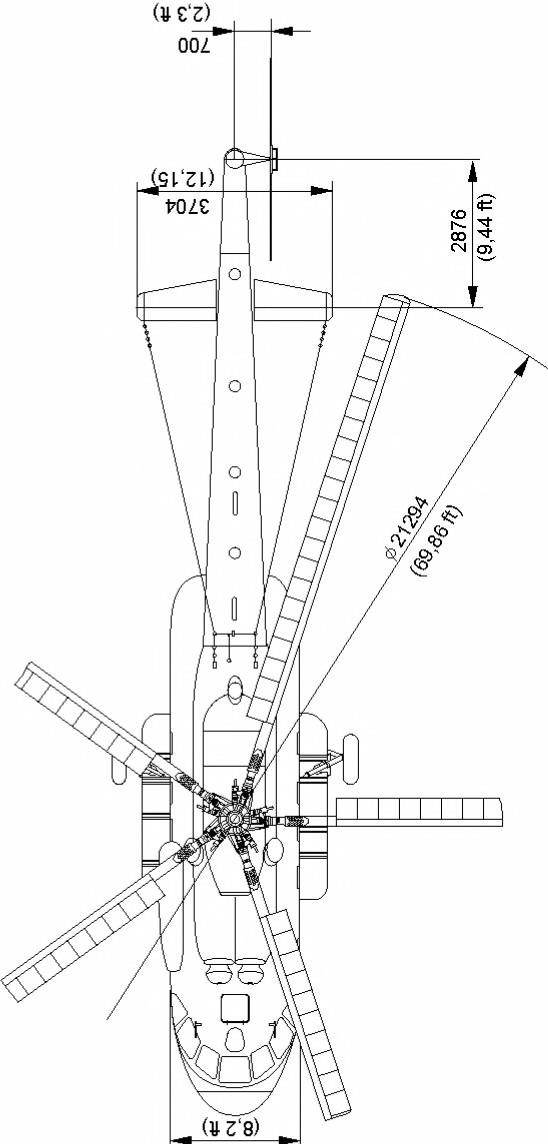 700
(2,3 ft)
3704
(12,15)
2876
(9,44 ft)
⌀ 21294
(69,86 ft)
(8,2 ft)